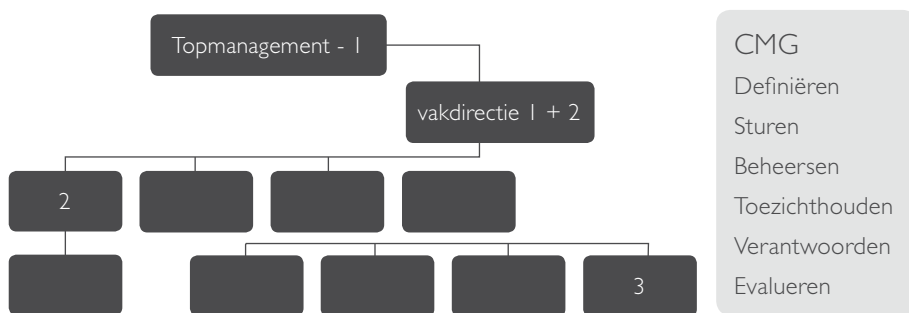 Topmanagement - 1
vakdirectie 1 + 2
2
3
CMG
Definiëren
Sturen
Beheersen
Toezichthouden
Verantwoorden
Evalueren